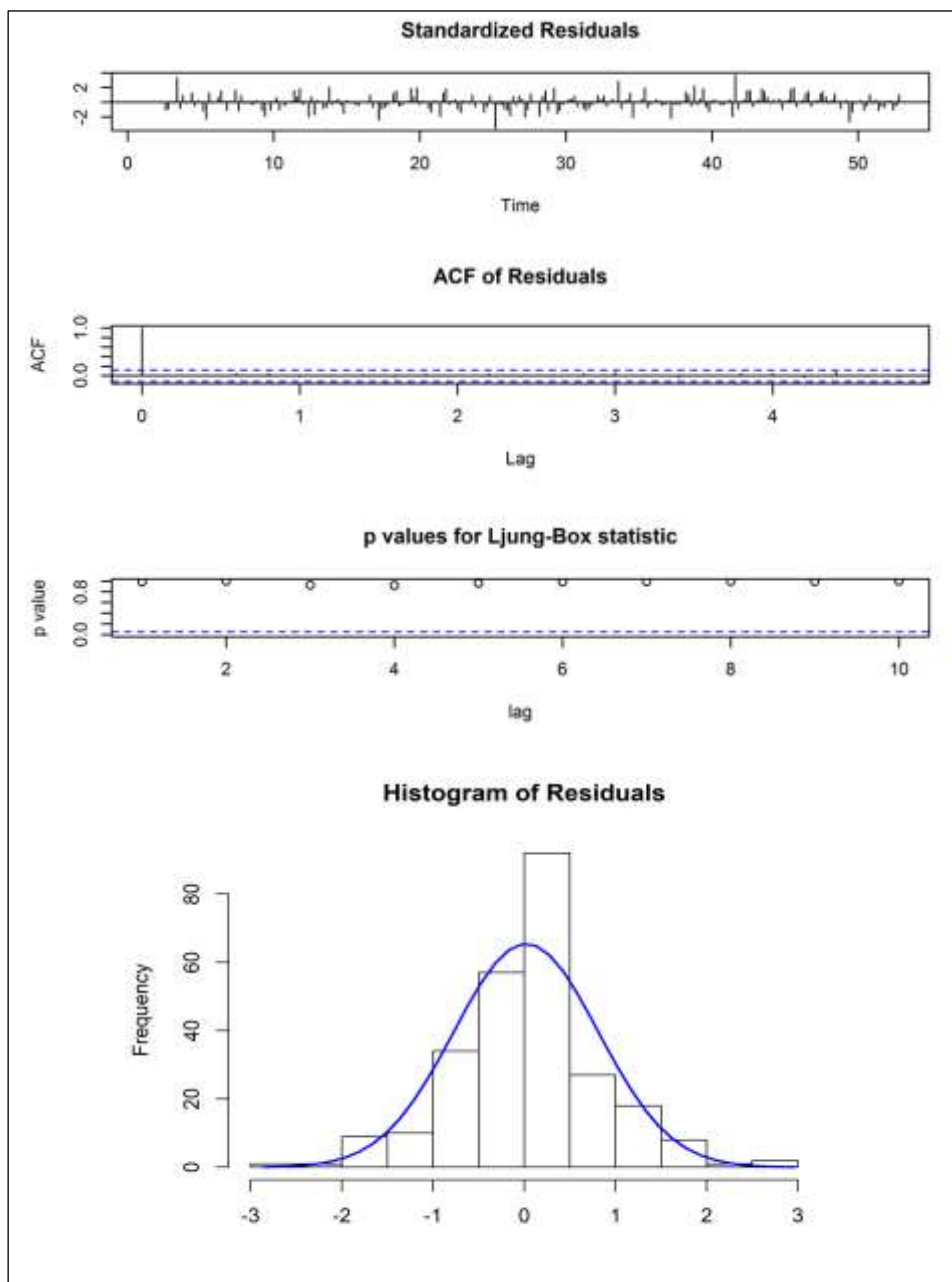 Standardized Residuals
2
-2
0 10 20 30 40 50
Time
ACF of Residuals
1.0
0.0
ACF
0 1 2 3 4
Lag
p values for Ljung-Box statistic
0.8
0.0
p value
2 4 6 8 10
lag
Histogram of Residuals
80
60
40
20
0
Frequency
-3 -2 -1 0 1 2 3